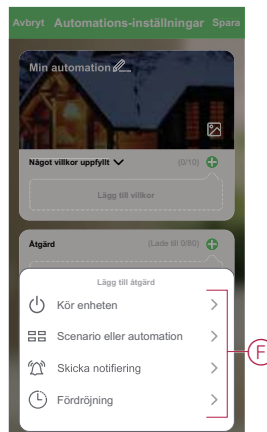 Avbryt Automations-inställningar Spara
Min automation
Något villkor uppfyllt (0/10)
Lägg till villkor
Åtgärd (Lade till 0/80)
Lägg till åtgärd
Kör enheten
Scenario eller automation
Skicka notifiering
Fördröjning
F